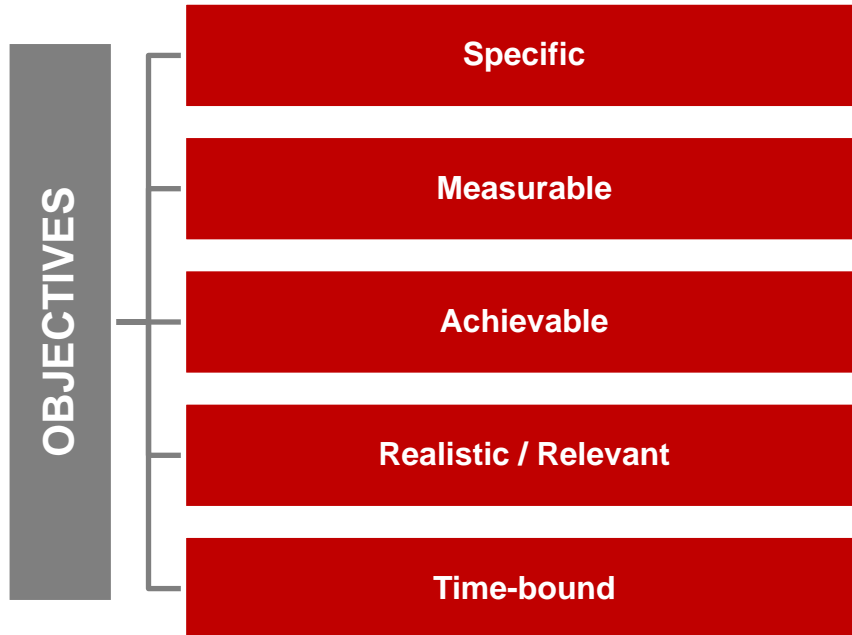 OBJECTIVES
Specific
Measurable
Achievable
Realistic / Relevant
Time-bound